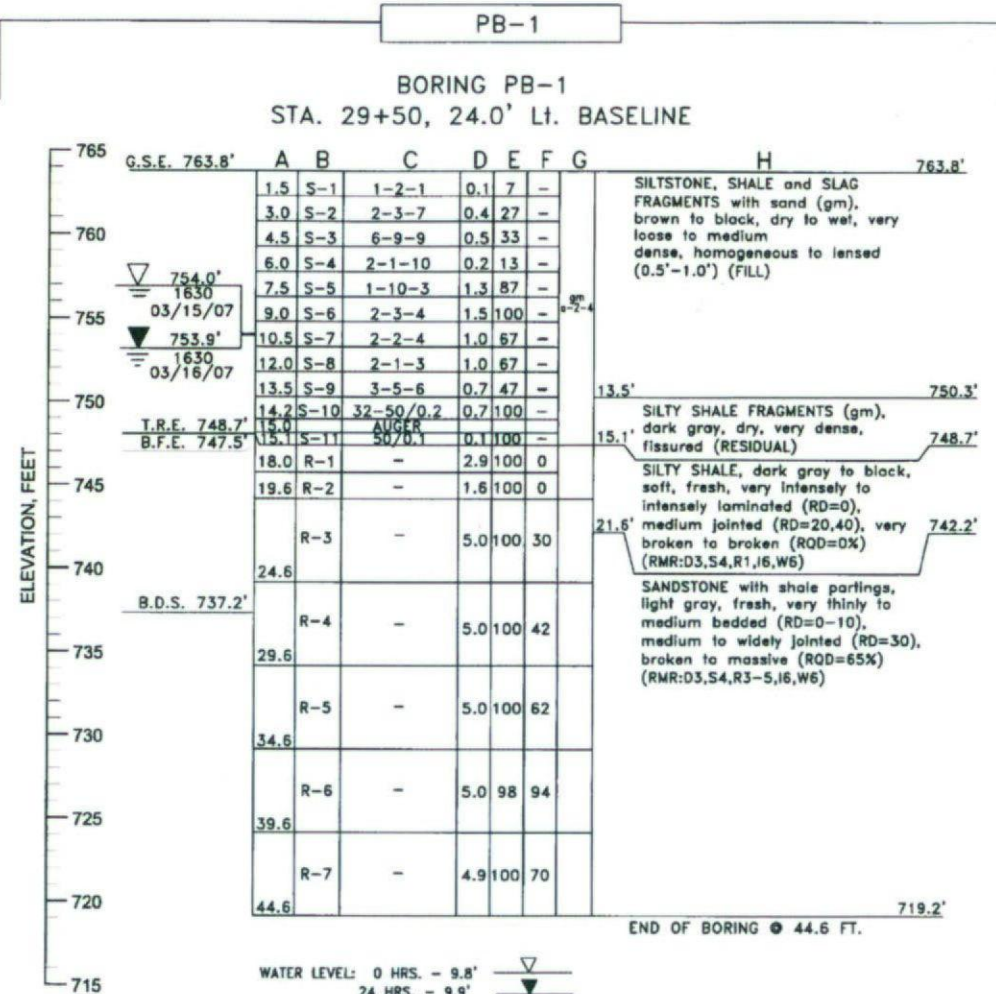 PB-1
BORING PB-1
STA. 29+50, 24.0' Lt. BASELINE
ELEVATION, FEET
765
760
755
750
745
740
735
730
725
720
715
G.S.E. 763.8'
754.0'
1630
03/15/07
753.9'
1630
03/16/07
T.R.E. 748.7'
B.F.E. 747.5'
B.D.S. 737.2'
A B C D E F G H
763.8'
1.5 S-1 1-2-1 0.1 7 -
3.0 S-2 2-3-7 0.4 27 -
4.5 S-3 6-9-9 0.5 33 -
6.0 S-4 2-1-10 0.2 13 -
7.5 S-5 1-10-3 1.3 87 -
9.0 S-6 2-3-4 1.5 100 -
10.5 S-7 2-2-4 1.0 67 -
12.0 S-8 2-1-3 1.0 67 -
13.5 S-9 3-5-6 0.7 47 -
14.2 S-10 32-50/0.2 0.7 100 -
15.0 AUGER
15.1 S-11 50/0.1 0.1 100 -
18.0 R-1 - 2.9 100 0
19.6 R-2 - 1.6 100 0
24.6 R-3 - 5.0 100 30
29.6 R-4 - 5.0 100 42
34.6 R-5 - 5.0 100 62
39.6 R-6 - 5.0 98 94
44.6 R-7 - 4.9 100 70
gm
a-2-4
SILTSTONE, SHALE and SLAG
FRAGMENTS with sand (gm),
brown to black, dry to wet, very
loose to medium
dense, homogeneous to lensed
(0.5'-1.0') (FILL)
13.5' 750.3'
SILTY SHALE FRAGMENTS (gm),
dark gray, dry, very dense,
fissured (RESIDUAL)
15.1' 748.7'
SILTY SHALE, dark gray to black,
soft, fresh, very intensely to
intensely laminated (RD=0),
medium jointed (RD=20,40), very
broken to broken (RQD=0%)
(RMR:D3,S4,R1,I6,W6)
21.6' 742.2'
SANDSTONE with shale partings,
light gray, fresh, very thinly to
medium bedded (RD=0-10),
medium to widely jointed (RD=30),
broken to massive (RQD=65%)
(RMR:D3,S4,R3-5,I6,W6)
719.2'
END OF BORING @ 44.6 FT.
WATER LEVEL: 0 HRS. - 9.8'
24 HRS. - 9.9'